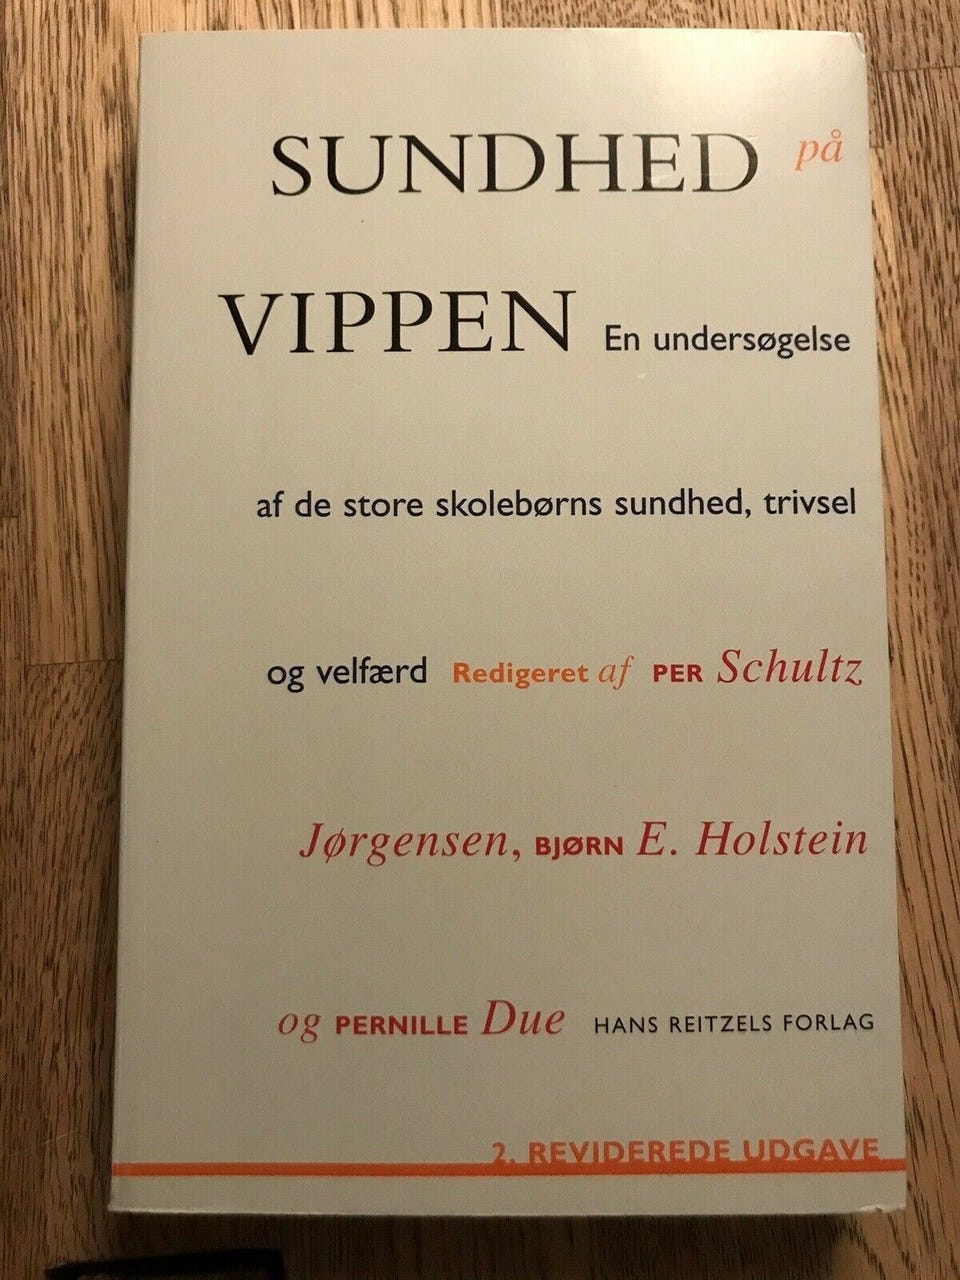 SUNDHED på
VIPPEN En undersøgelse
af de store skolebørns sundhed, trivsel
og velfærd Redigeret af PER Schultz
Jørgensen, BJØRN E. Holstein
og PERNILLE Due HANS REITZELS FORLAG
2. REVIDEREDE UDGAVE